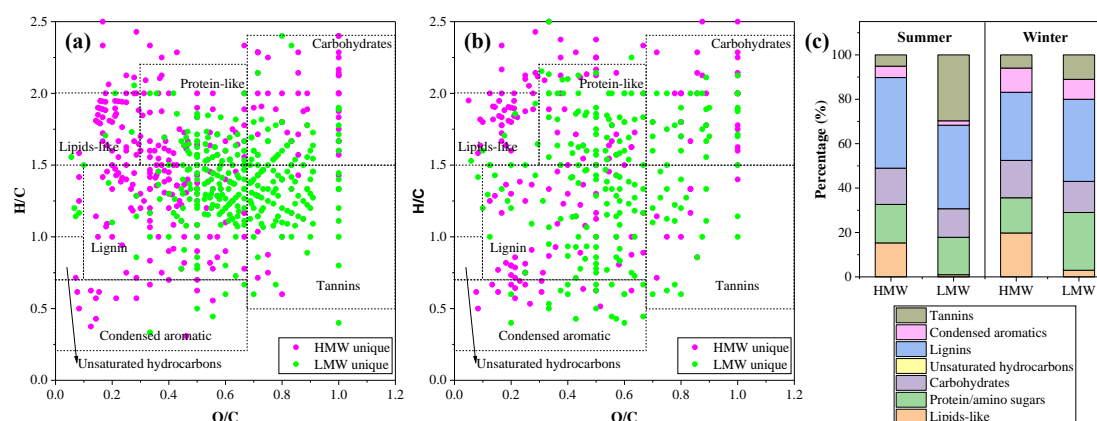 (a)
Carbohydrates
Protein-like
Lipids-like
Lignin
Tannins
Condensed aromatic
Unsaturated hydrocarbons
HMW unique
LMW unique
H/C
2.5
2.0
1.5
1.0
0.5
0.0
0.0 0.2 0.4 0.6 0.8 1.0 1.2
O/C
(b)
Carbohydrates
Protein-like
Lipids-like
Lignin
Tannins
Condensed aromatic
Unsaturated hydrocarbons
HMW unique
LMW unique
H/C
2.5
2.0
1.5
1.0
0.5
0.0
0.0 0.2 0.4 0.6 0.8 1.0 1.2
O/C
(c)
Summer Winter
Percentage (%)
100
80
60
40
20
0
HMW LMW HMW LMW
Tannins
Condensed aromatics
Lignins
Unsaturated hydrocarbons
Carbohydrates
Protein/amino sugars
Lipids-like